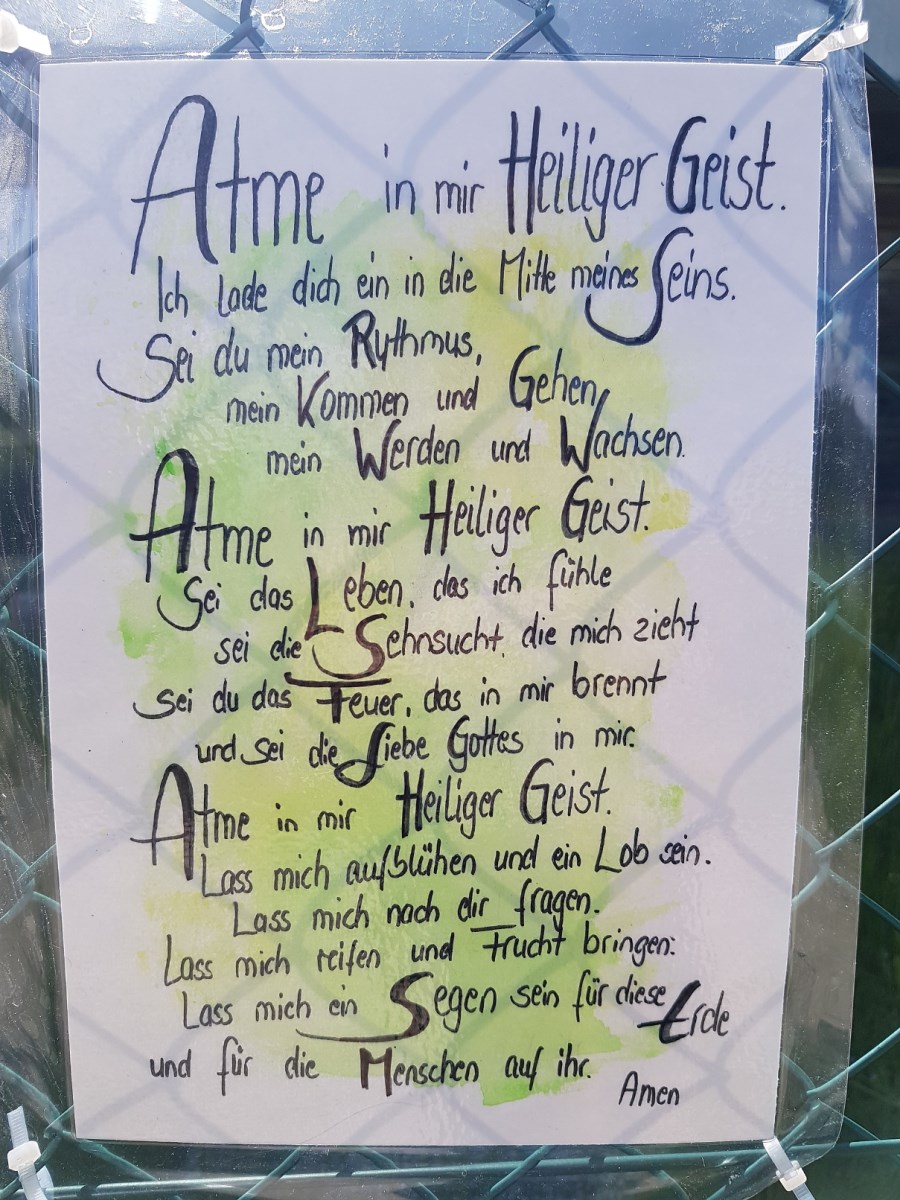 Atme in mir Heiliger Geist.
Ich lade dich ein in die Mitte meines Seins.
Sei du mein Rythmus,
mein Kommen und Gehen,
mein Werden und Wachsen.
Atme in mir Heiliger Geist.
Sei das Leben, das ich fühle
sei die Sehnsucht, die mich zieht
sei du das Feuer, das in mir brennt
und sei die Liebe Gottes in mir.
Atme in mir Heiliger Geist.
Lass mich aufblühen und ein Lob sein.
Lass mich nach dir fragen.
Lass mich reifen und Frucht bringen.
Lass mich ein Segen sein für diese Erde
und für die Menschen auf ihr.
Amen